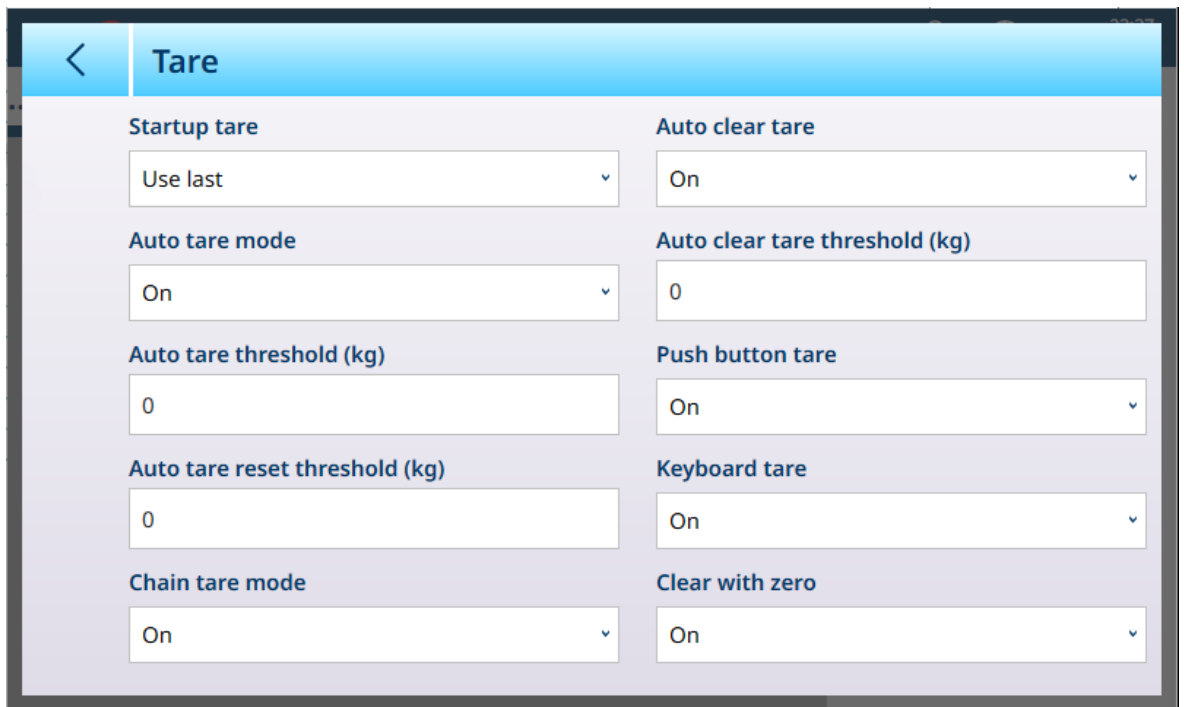 Tare
Startup tare
Use last
Auto tare mode
On
Auto tare threshold (kg)
0
Auto tare reset threshold (kg)
0
Chain tare mode
On
Auto clear tare
On
Auto clear tare threshold (kg)
0
Push button tare
On
Keyboard tare
On
Clear with zero
On